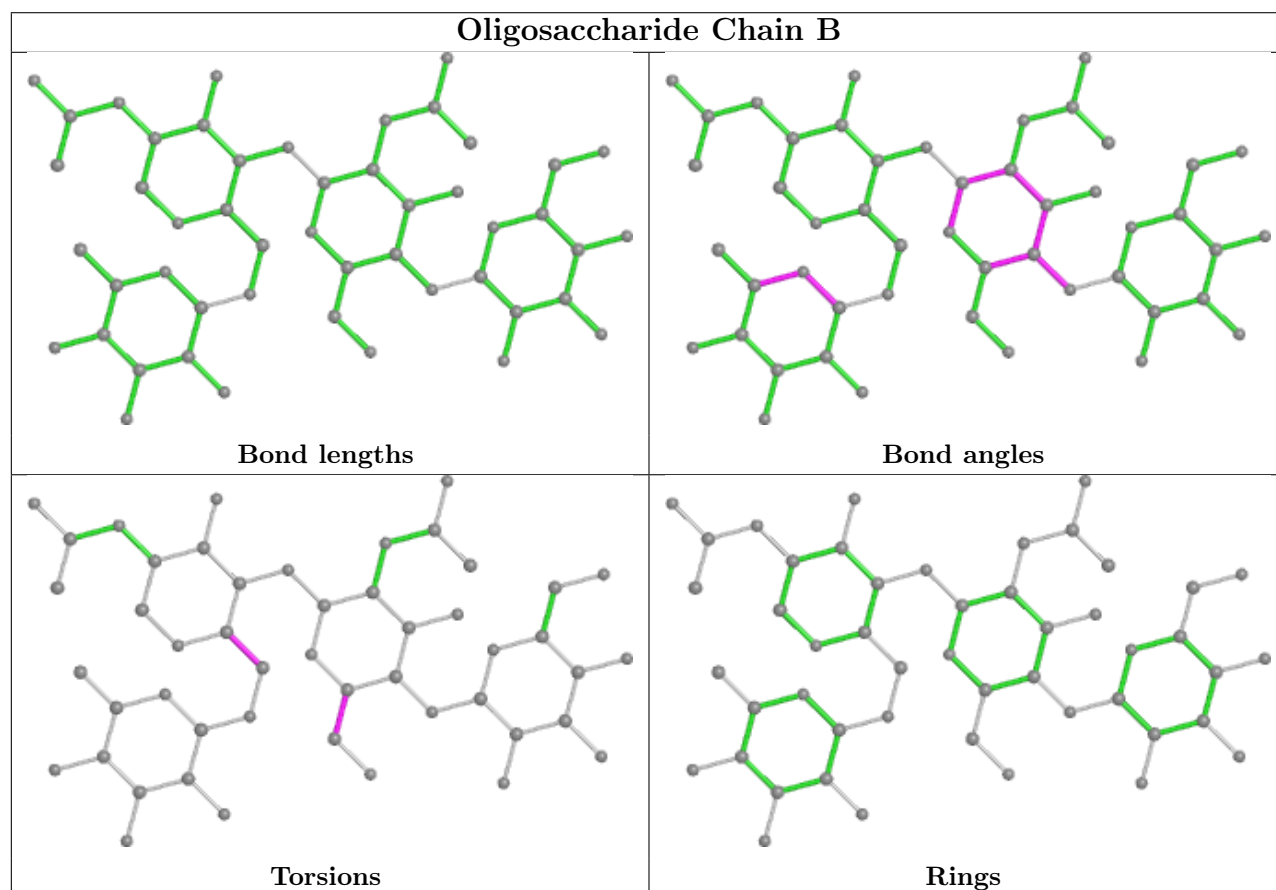 Oligosaccharide Chain B
Bond lengths
Bond angles
Torsions
Rings